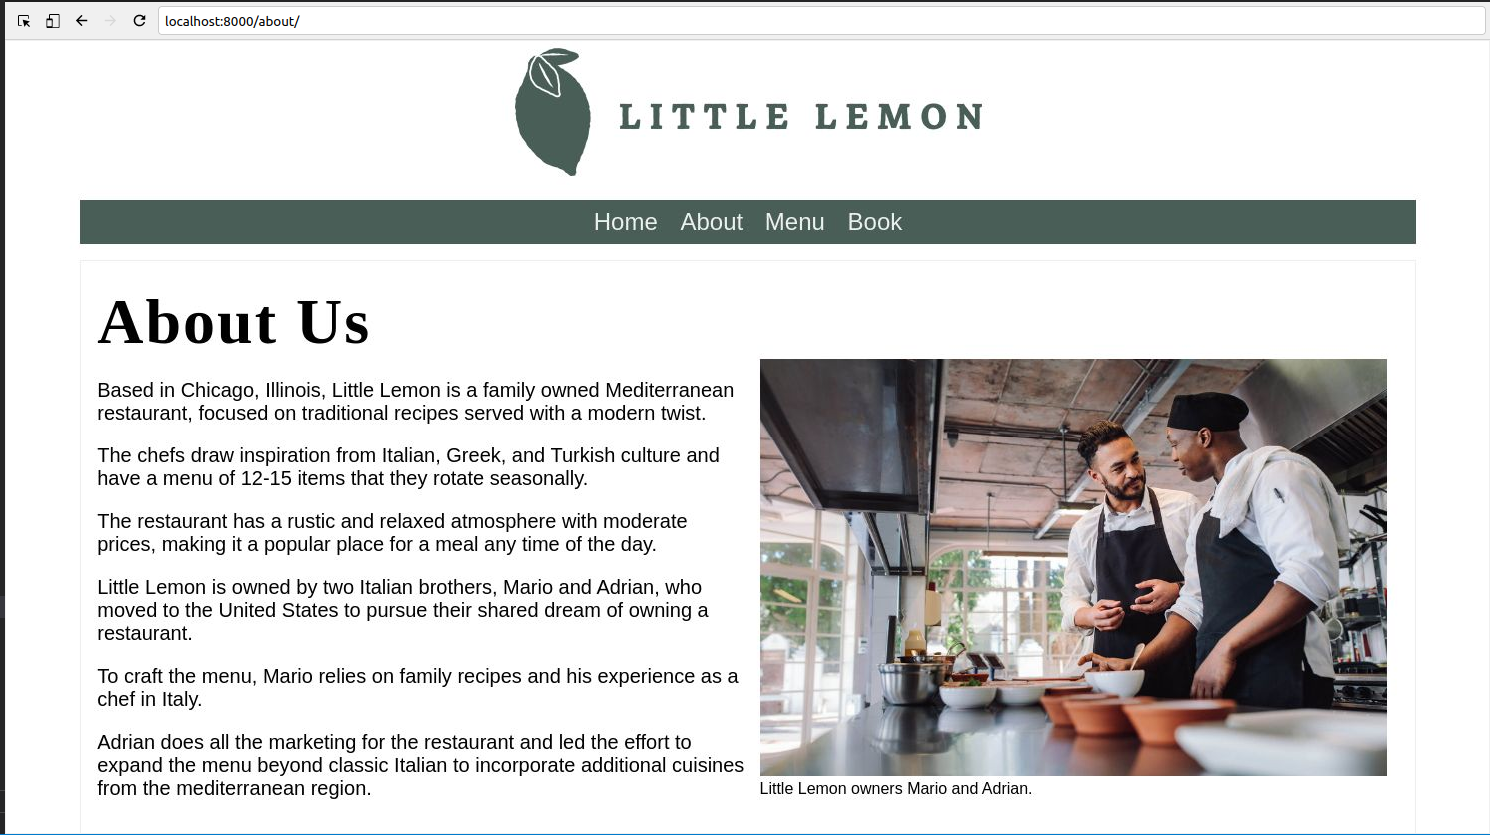 localhost:8000/about/
LITTLE LEMON
Home About Menu Book
About Us
Based in Chicago, Illinois, Little Lemon is a family owned Mediterranean
restaurant, focused on traditional recipes served with a modern twist.
The chefs draw inspiration from Italian, Greek, and Turkish culture and
have a menu of 12-15 items that they rotate seasonally.
The restaurant has a rustic and relaxed atmosphere with moderate
prices, making it a popular place for a meal any time of the day.
Little Lemon is owned by two Italian brothers, Mario and Adrian, who
moved to the United States to pursue their shared dream of owning a
restaurant.
To craft the menu, Mario relies on family recipes and his experience as a
chef in Italy.
Adrian does all the marketing for the restaurant and led the effort to
expand the menu beyond classic Italian to incorporate additional cuisines
from the mediterranean region.
Little Lemon owners Mario and Adrian.